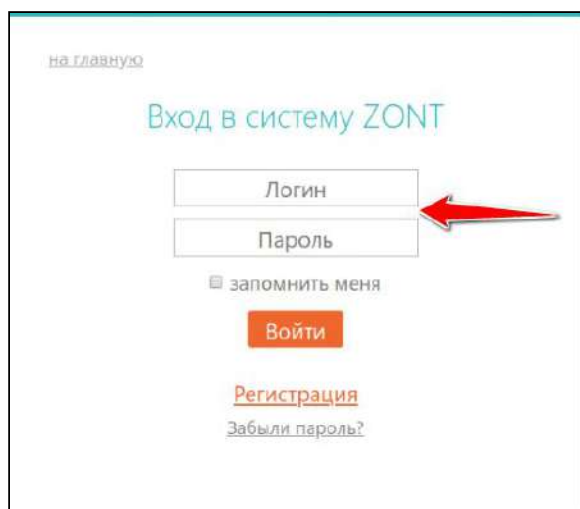 на главную
Вход в систему ZONT
Логин
Пароль
запомнить меня
Войти
Регистрация
Забыли пароль?